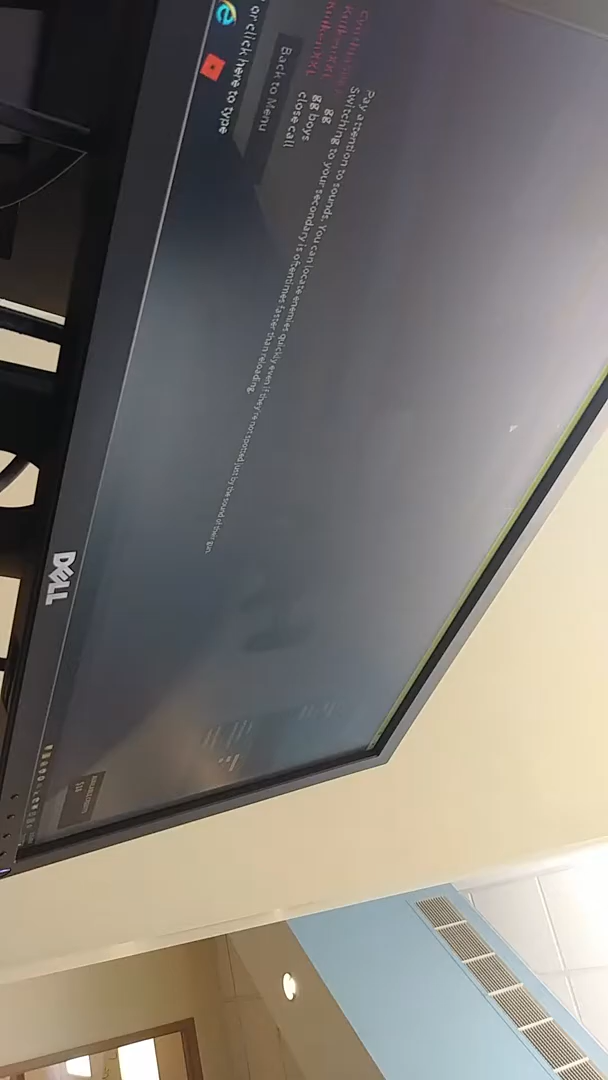 Pay attention to sounds. You can locate enemies quickly even if they're not spotted just by the sound of their gun.
Switching to your secondary is oftentimes faster than reloading.
gg
KulkenXXL gg boys
KulkenXXL close call
Back to Menu
or click here to type
DELL